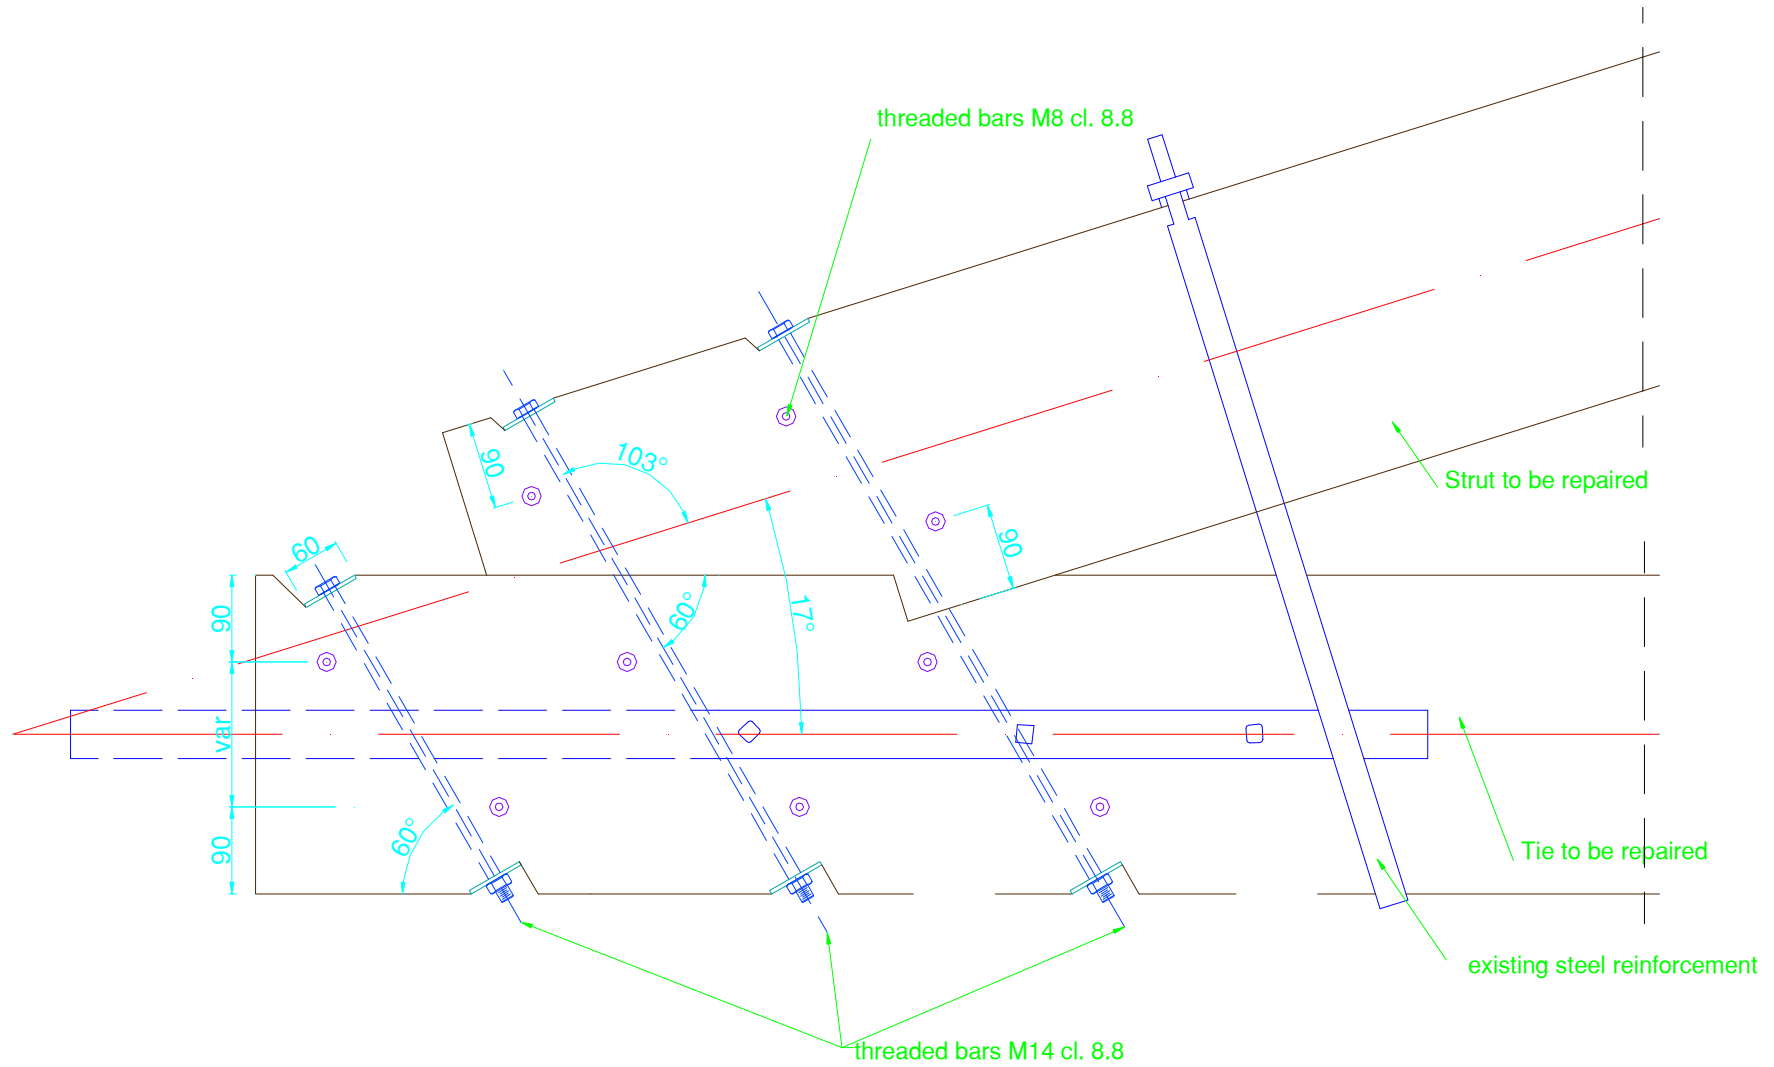 threaded bars M8 cl. 8.8
103°
90
Strut to be repaired
60
90
90
60°
17°
var
90
60°
Tie to be repaired
existing steel reinforcement
threaded bars M14 cl. 8.8